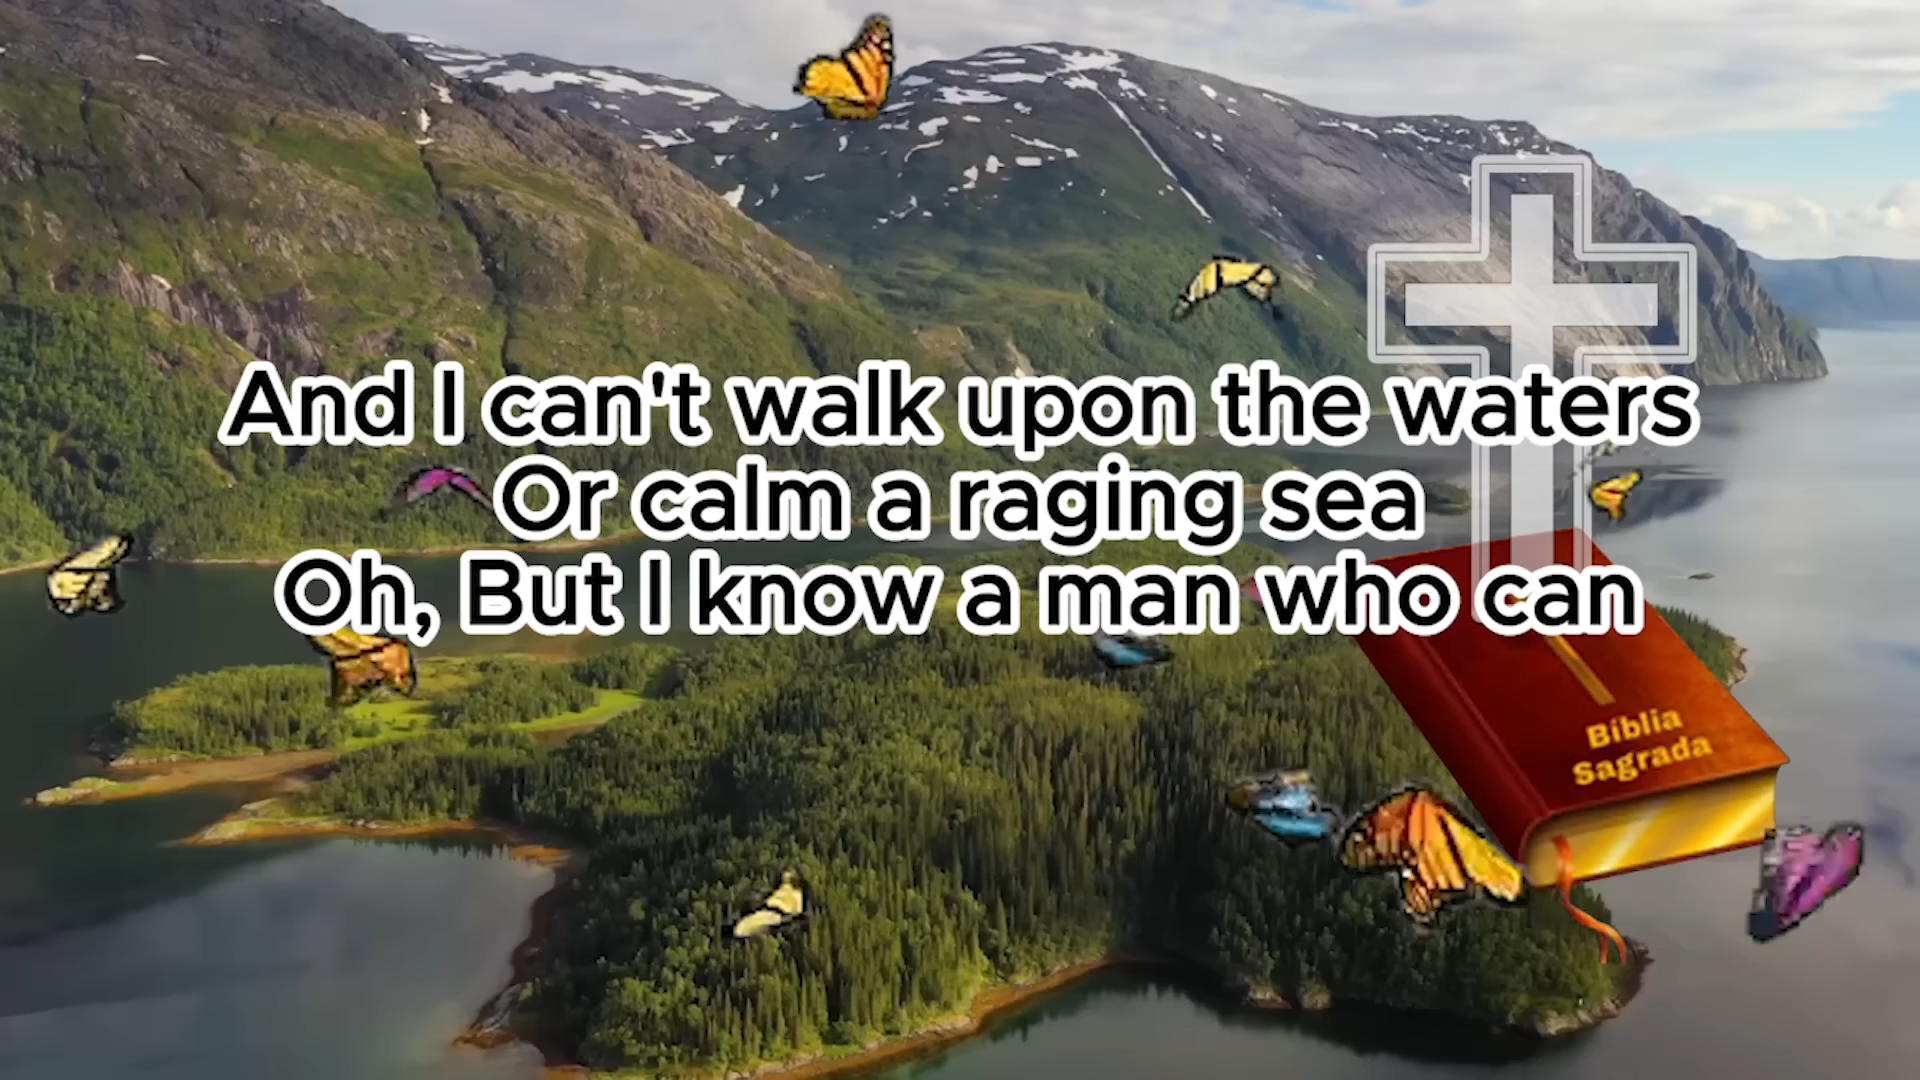 And I can't walk upon the waters
Or calm a raging sea
Oh, But I know a man who can
Bíblia
Sagrada